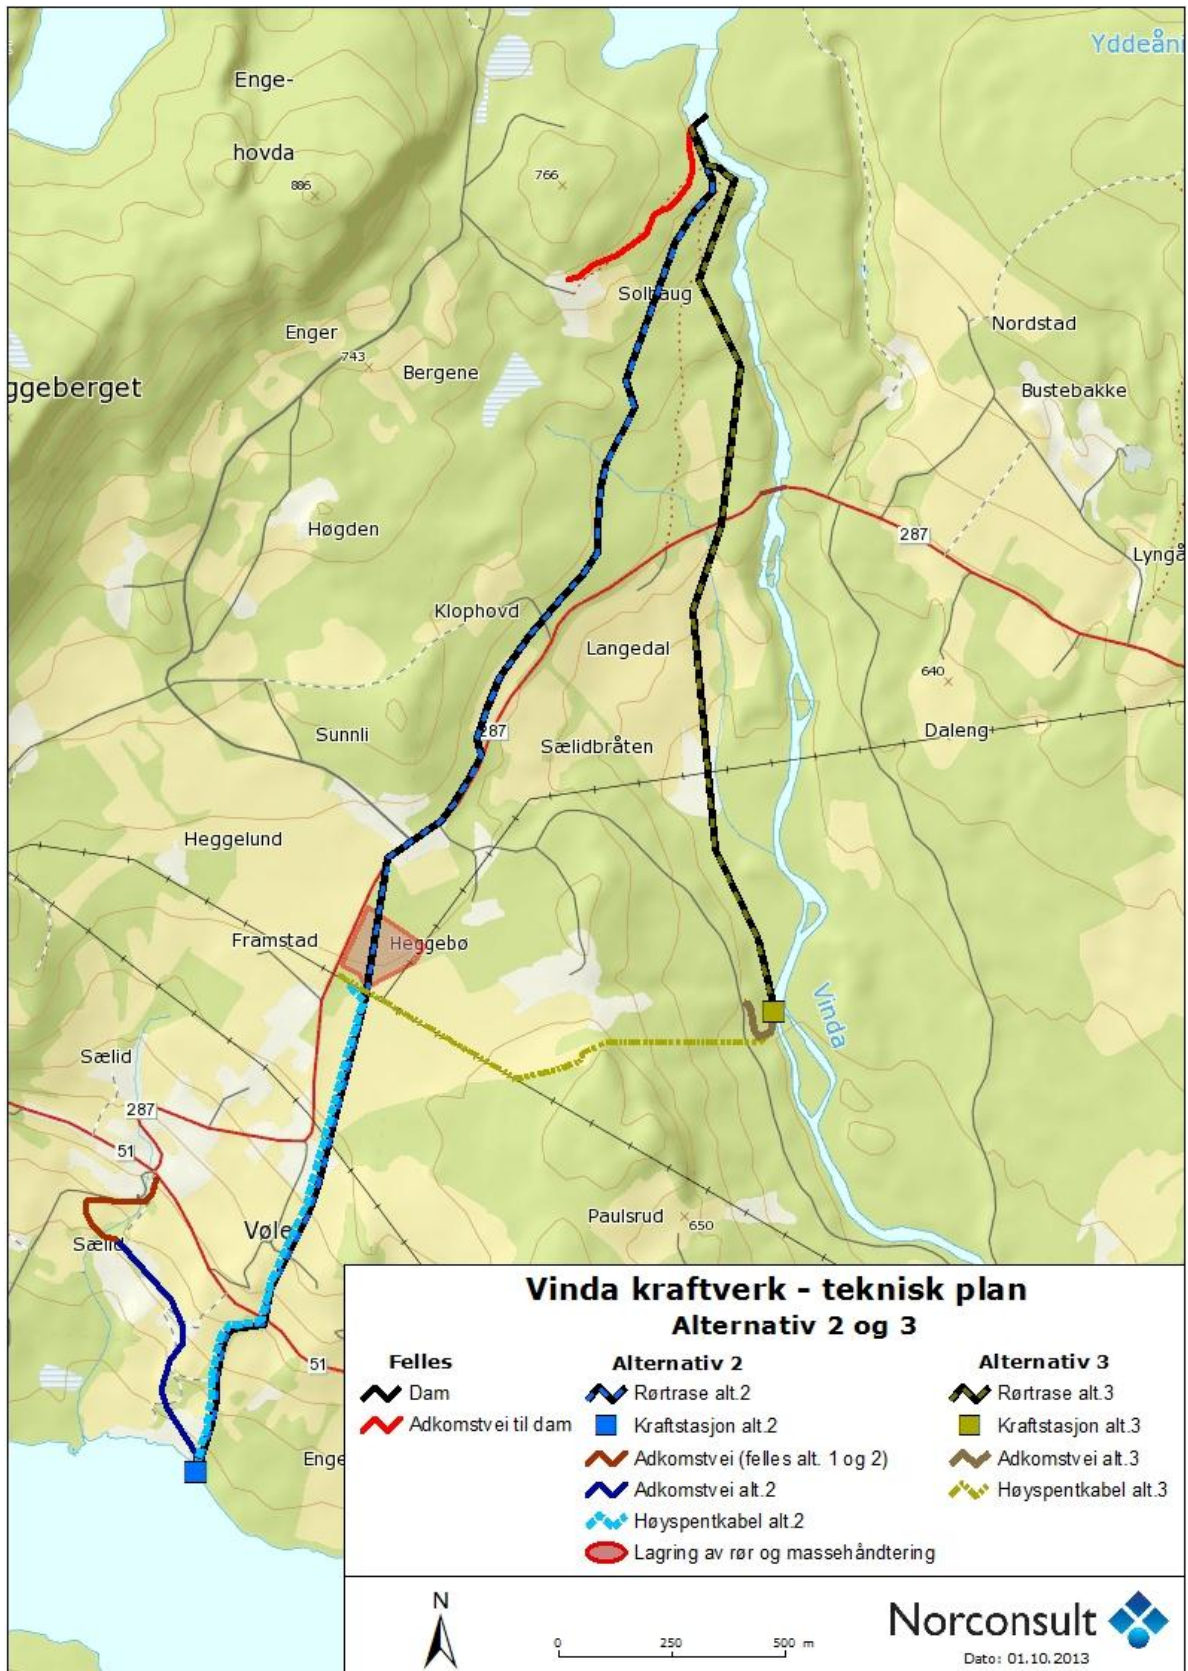 Yddeåni
Enge-
hovda
886
766
Solhaug
Enger
743
Bergene
ggeberget
Nordstad
Bustebakke
Høgden
287
Lyngå
Klophovd
Langedal
640
Sunnli
287
Sælidbråten
Daleng
Heggelund
Framstad
Heggebø
Vinda
Sælid
287
51
Sælid
Vøle
Paulsrud
650
51
Enge
Vinda kraftverk - teknisk plan
Alternativ 2 og 3
Felles
Dam
Adkomstvei til dam
Alternativ 2
Rørtrase alt.2
Kraftstasjon alt.2
Adkomstvei (felles alt. 1 og 2)
Adkomstvei alt.2
Høyspentkabel alt.2
Lagring av rør og massehåndtering
Alternativ 3
Rørtrase alt.3
Kraftstasjon alt.3
Adkomstvei alt.3
Høyspentkabel alt.3
N
0 250 500 m
Norconsult
Dato: 01.10.2013